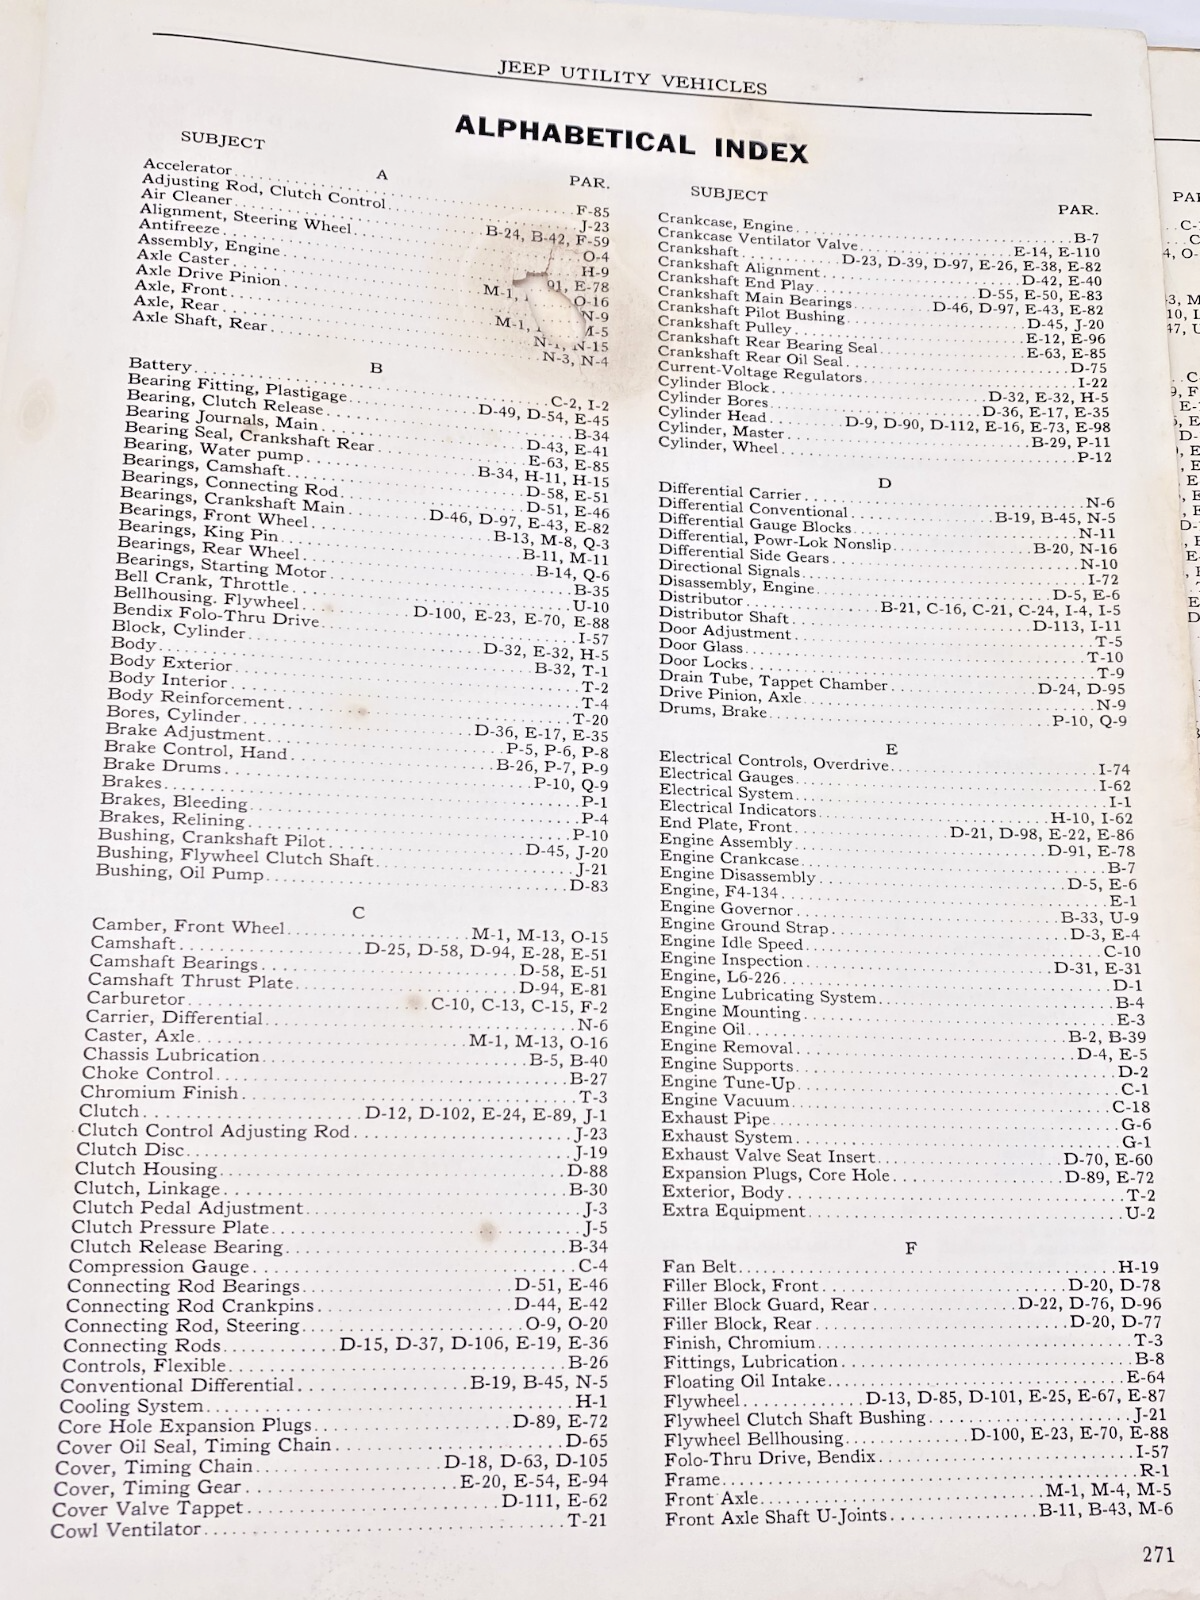 JEEP UTILITY VEHICLES
ALPHABETICAL INDEX
SUBJECT PAR.
A
Accelerator F-85
Adjusting Rod, Clutch Control J-23
Air Cleaner B-24, B-42, F-59
Alignment, Steering Wheel O-4
Antifreeze H-9
Assembly, Engine 91, E-78
Axle Caster M-1, O-16
Axle Drive Pinion N-9
Axle, Front M-1, M-5
Axle, Rear N-1, N-15
Axle Shaft, Rear N-3, N-4
B
Battery C-2, I-2
Bearing Fitting, Plastigage D-49, D-54, E-45
Bearing, Clutch Release B-34
Bearing Journals, Main D-43, E-41
Bearing Seal, Crankshaft Rear E-63, E-85
Bearing, Water pump B-34, H-11, H-15
Bearings, Camshaft D-58, E-51
Bearings, Connecting Rod D-51, E-46
Bearings, Crankshaft Main D-46, D-97, E-43, E-82
Bearings, Front Wheel B-13, M-8, Q-3
Bearings, King Pin B-11, M-11
Bearings, Rear Wheel B-14, Q-6
Bearings, Starting Motor B-35
Bell Crank, Throttle U-10
Bellhousing. Flywheel D-100, E-23, E-70, E-88
Bendix Folo-Thru Drive I-57
Block, Cylinder D-32, E-32, H-5
Body B-32, T-1
Body Exterior T-2
Body Interior T-4
Body Reinforcement T-20
Bores, Cylinder D-36, E-17, E-35
Brake Adjustment P-5, P-6, P-8
Brake Control, Hand B-26, P-7, P-9
Brake Drums P-10, Q-9
Brakes P-1
Brakes, Bleeding P-4
Brakes, Relining P-10
Bushing, Crankshaft Pilot D-45, J-20
Bushing, Flywheel Clutch Shaft J-21
Bushing, Oil Pump D-83
C
Camber, Front Wheel M-1, M-13, O-15
Camshaft D-25, D-58, D-94, E-28, E-51
Camshaft Bearings D-58, E-51
Camshaft Thrust Plate D-94, E-81
Carburetor C-10, C-13, C-15, F-2
Carrier, Differential N-6
Caster, Axle M-1, M-13, O-16
Chassis Lubrication B-5, B-40
Choke Control B-27
Chromium Finish T-3
Clutch D-12, D-102, E-24, E-89, J-1
Clutch Control Adjusting Rod J-23
Clutch Disc J-19
Clutch Housing D-88
Clutch, Linkage B-30
Clutch Pedal Adjustment J-3
Clutch Pressure Plate J-5
Clutch Release Bearing B-34
Compression Gauge C-4
Connecting Rod Bearings D-51, E-46
Connecting Rod Crankpins D-44, E-42
Connecting Rod, Steering O-9, O-20
Connecting Rods D-15, D-37, D-106, E-19, E-36
Controls, Flexible B-26
Conventional Differential B-19, B-45, N-5
Cooling System H-1
Core Hole Expansion Plugs D-89, E-72
Cover Oil Seal, Timing Chain D-65
Cover, Timing Chain D-18, D-63, D-105
Cover, Timing Gear E-20, E-54, E-94
Cover Valve Tappet D-111, E-62
Cowl Ventilator T-21
SUBJECT PAR.
Crankcase, Engine B-7
Crankcase Ventilator Valve E-14, E-110
Crankshaft D-23, D-39, D-97, E-26, E-38, E-82
Crankshaft Alignment D-42, E-40
Crankshaft End Play D-55, E-50, E-83
Crankshaft Main Bearings D-46, D-97, E-43, E-82
Crankshaft Pilot Bushing D-45, J-20
Crankshaft Pulley E-12, E-96
Crankshaft Rear Bearing Seal E-63, E-85
Crankshaft Rear Oil Seal D-75
Current-Voltage Regulators I-22
Cylinder Block D-32, E-32, H-5
Cylinder Bores D-36, E-17, E-35
Cylinder Head D-9, D-90, D-112, E-16, E-73, E-98
Cylinder, Master B-29, P-11
Cylinder, Wheel P-12
D
Differential Carrier N-6
Differential Conventional B-19, B-45, N-5
Differential Gauge Blocks N-11
Differential, Powr-Lok Nonslip B-20, N-16
Differential Side Gears N-10
Directional Signals I-72
Disassembly, Engine D-5, E-6
Distributor B-21, C-16, C-21, C-24, I-4, I-5
Distributor Shaft D-113, I-11
Door Adjustment T-5
Door Glass T-10
Door Locks T-9
Drain Tube, Tappet Chamber D-24, D-95
Drive Pinion, Axle N-9
Drums, Brake P-10, Q-9
E
Electrical Controls, Overdrive I-74
Electrical Gauges I-62
Electrical System I-1
Electrical Indicators H-10, I-62
End Plate, Front D-21, D-98, E-22, E-86
Engine Assembly D-91, E-78
Engine Crankcase B-7
Engine Disassembly D-5, E-6
Engine, F4-134 E-1
Engine Governor B-33, U-9
Engine Ground Strap D-3, E-4
Engine Idle Speed C-10
Engine Inspection D-31, E-31
Engine, L6-226 D-1
Engine Lubricating System B-4
Engine Mounting E-3
Engine Oil B-2, B-39
Engine Removal D-4, E-5
Engine Supports D-2
Engine Tune-Up C-1
Engine Vacuum C-18
Exhaust Pipe G-6
Exhaust System G-1
Exhaust Valve Seat Insert D-70, E-60
Expansion Plugs, Core Hole D-89, E-72
Exterior, Body T-2
Extra Equipment U-2
F
Fan Belt H-19
Filler Block, Front D-20, D-78
Filler Block Guard, Rear D-22, D-76, D-96
Filler Block, Rear D-20, D-77
Finish, Chromium T-3
Fittings, Lubrication B-8
Floating Oil Intake E-64
Flywheel D-13, D-85, D-101, E-25, E-67, E-87
Flywheel Clutch Shaft Bushing J-21
Flywheel Bellhousing D-100, E-23, E-70, E-88
Folo-Thru Drive, Bendix I-57
Frame R-1
Front Axle M-1, M-4, M-5
Front Axle Shaft U-Joints B-11, B-43, M-6
271